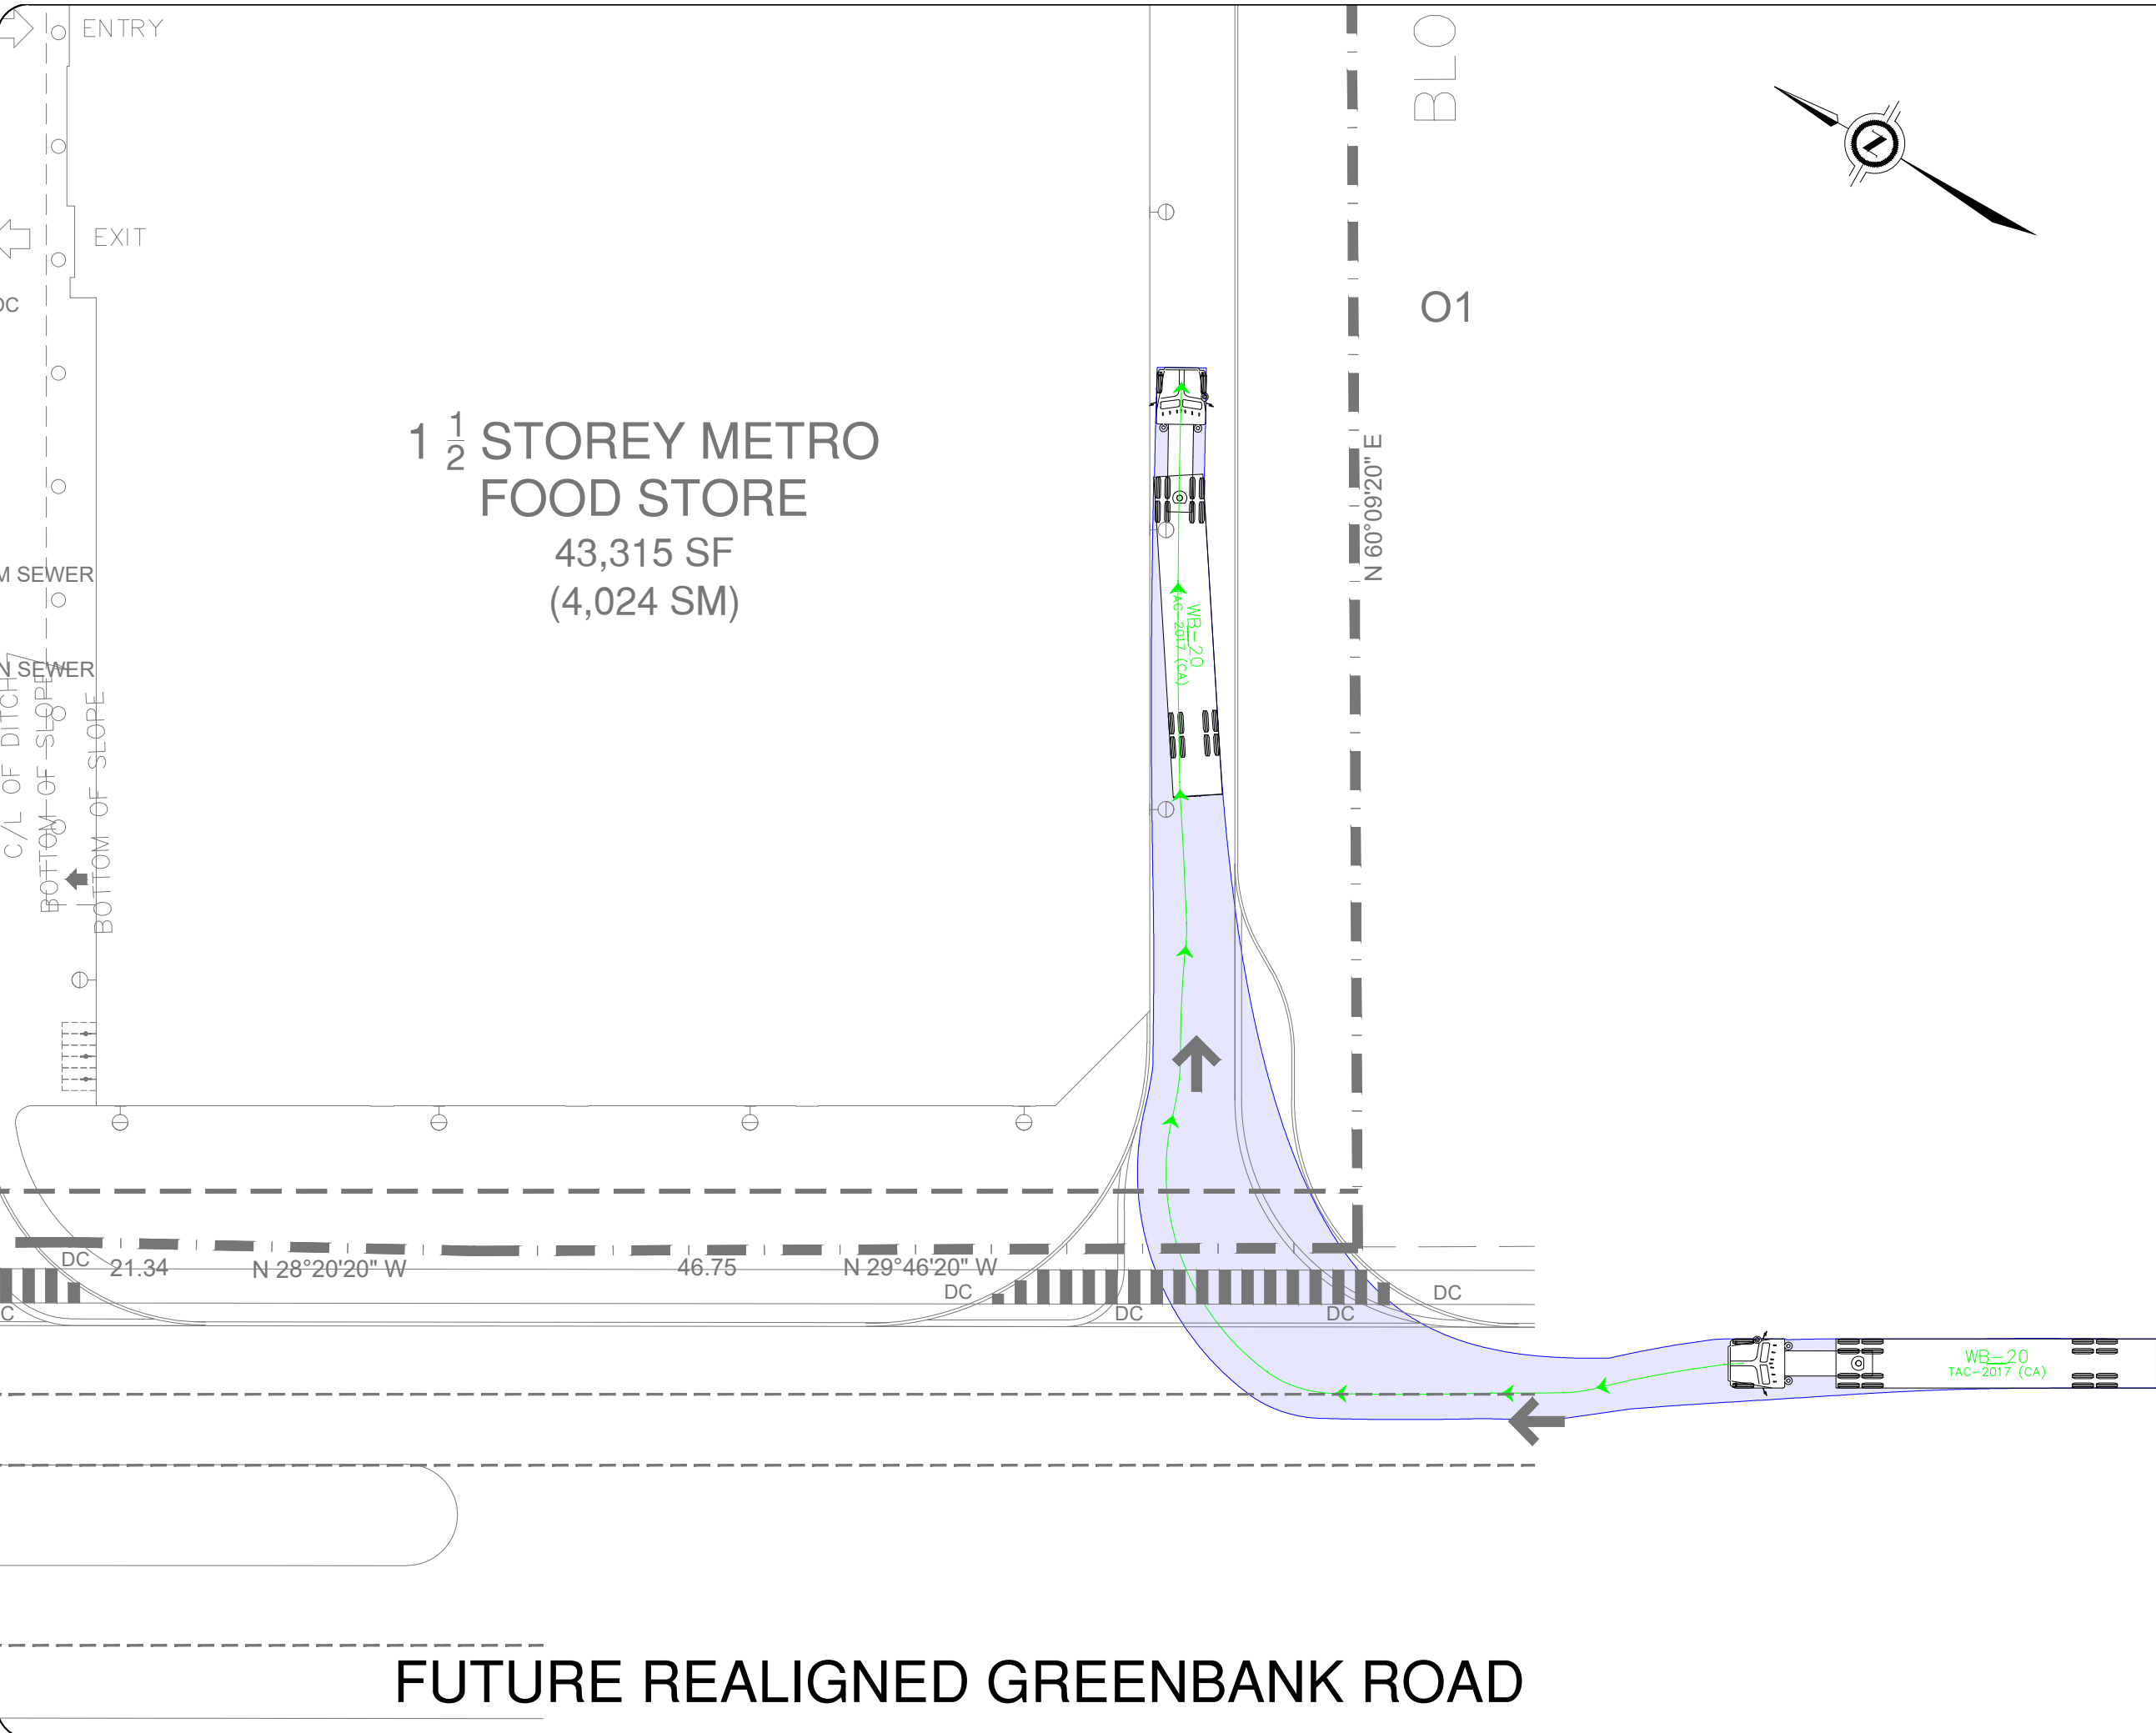 ENTRY
BLO
EXIT
O1
1 1/2 STOREY METRO
FOOD STORE
43,315 SF
(4,024 SM)
N 60°09'20" E
SEWER
SEWER
WB-20
TAC-2017 (CA)
C/L OF DITCH
BOTTOM OF SLOPE
BOTTOM OF SLOPE
DC
21.34
N 28°20'20" W
46.75
N 29°46'20" W
DC
DC
DC
DC
WB-20
TAC-2017 (CA)
FUTURE REALIGNED GREENBANK ROAD